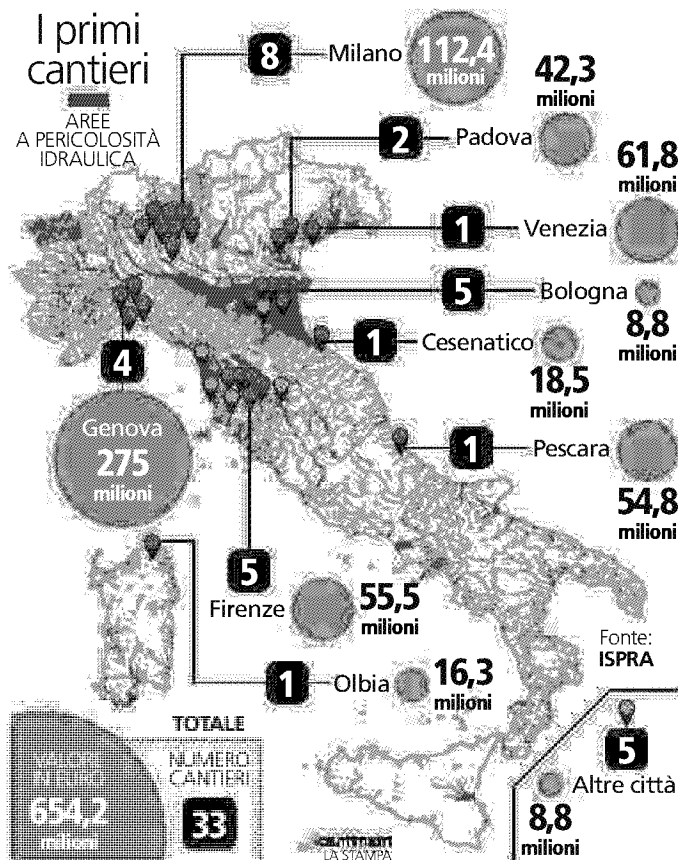 I primi
cantieri
AREE
A PERICOLOSITÀ
IDRAULICA
8
Milano
112,4
milioni
2
Padova
42,3
milioni
1
Venezia
61,8
milioni
5
Bologna
8,8
milioni
1
Cesenatico
18,5
milioni
4
Genova
275
milioni
1
Pescara
54,8
milioni
5
Firenze
55,5
milioni
1
Olbia
16,3
milioni
Fonte:
ISPRA
5
Altre città
8,8
milioni
TOTALE
VALORE
IN EURO
654,2
milioni
NUMERO
CANTIERI
33
LA STAMPA